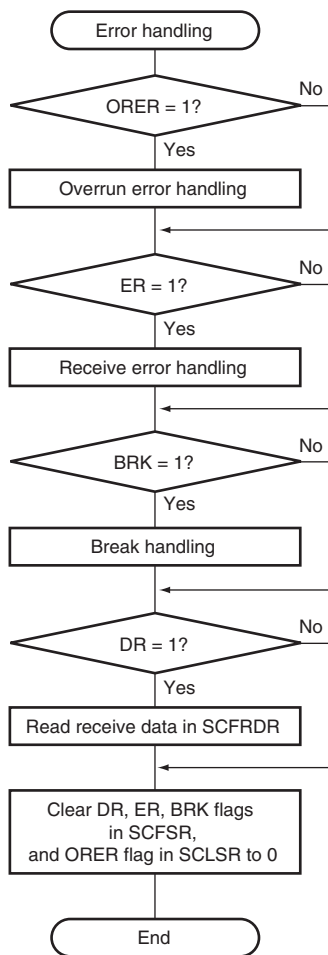 Error handling
ORER = 1?
No
Yes
Overrun error handling
ER = 1?
No
Yes
Receive error handling
BRK = 1?
No
Yes
Break handling
DR = 1?
No
Yes
Read receive data in SCFRDR
Clear DR, ER, BRK flags
in SCFSR,
and ORER flag in SCLSR to 0
End